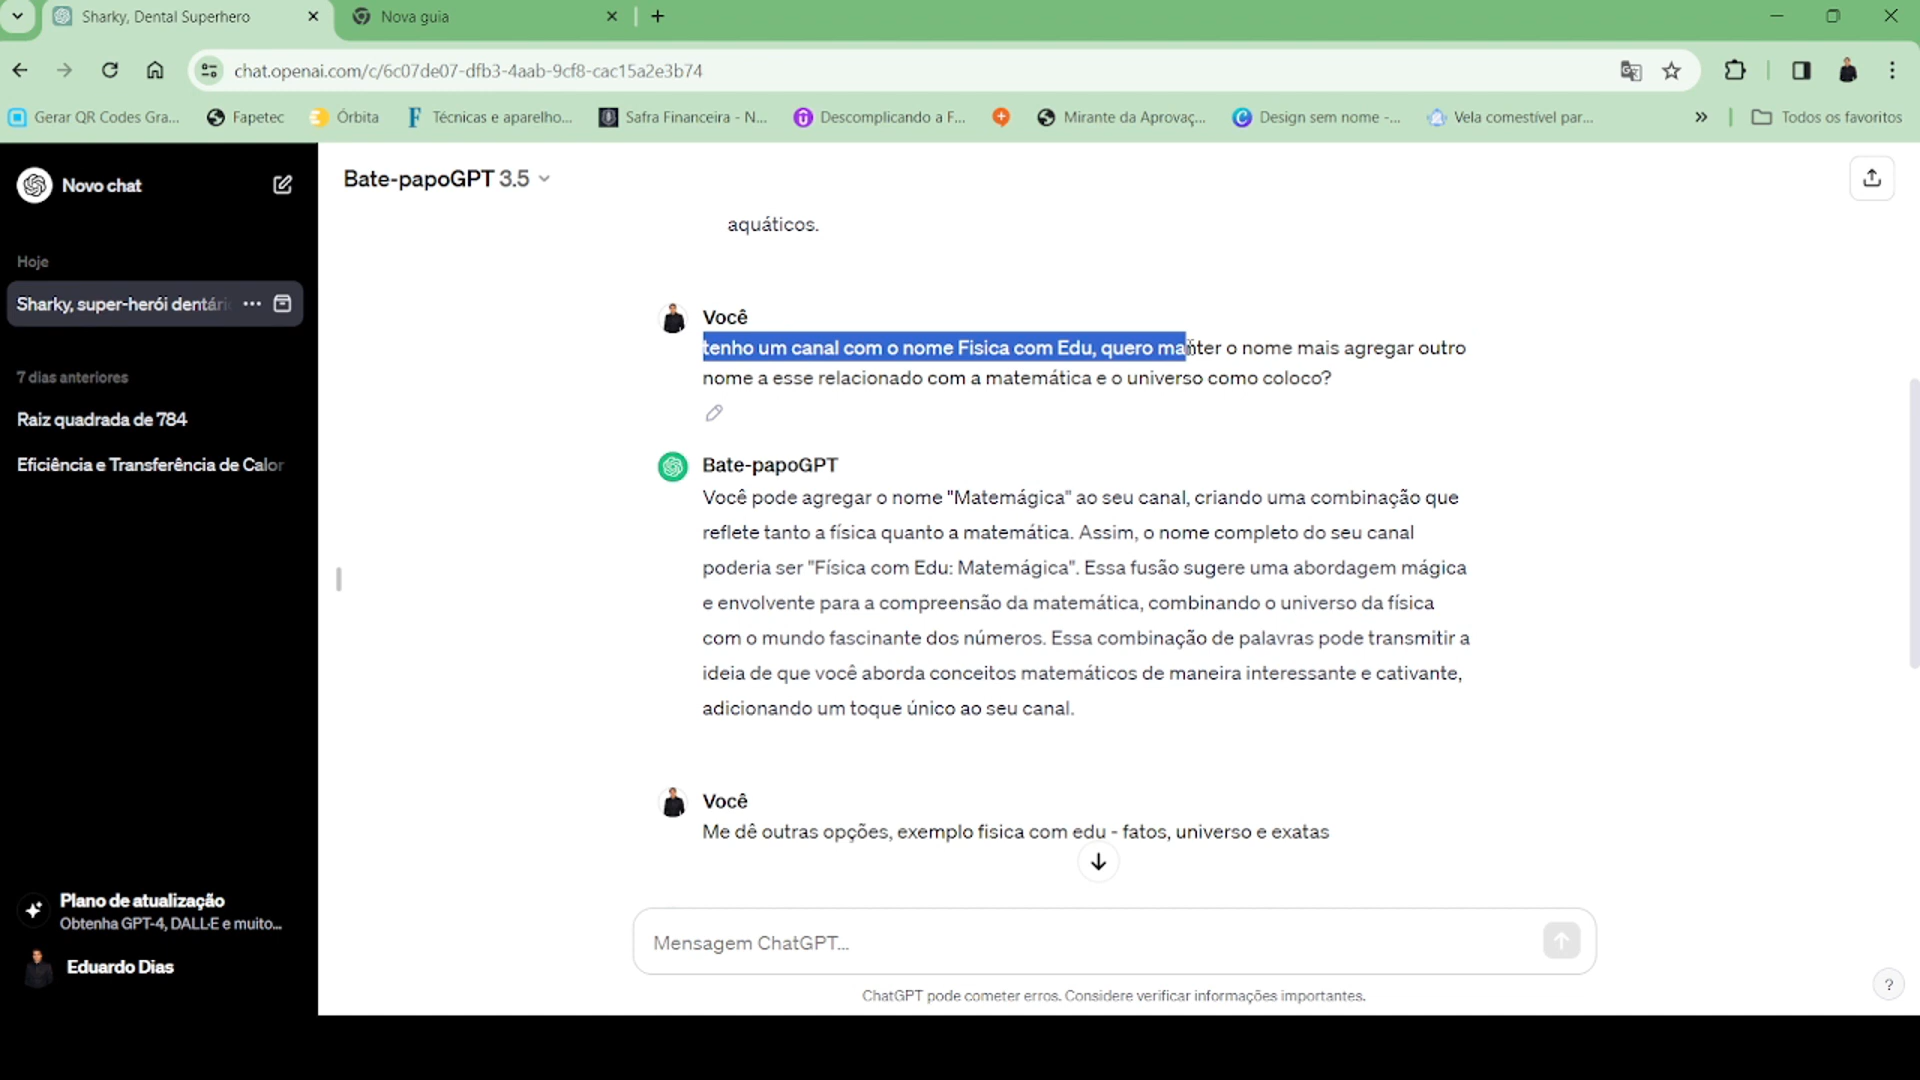 Sharky, Dental Superhero
Nova guia
chat.openai.com/c/6c07de07-dfb3-4aab-9cf8-cac15a2e3b74
Gerar QR Codes Gra...
Fapetec
Órbita
Técnicas e aparelho...
Safra Financeira - N...
Descomplicando a F...
Mirante da Aprovaç...
Design sem nome -...
Vela comestível par...
Todos os favoritos
Novo chat
Hoje
Sharky, super-herói dentári
7 dias anteriores
Raiz quadrada de 784
Eficiência e Transferência de Calor
Plano de atualização
Obtenha GPT-4, DALL·E e muito...
Eduardo Dias
Bate-papoGPT 3.5
aquáticos.
Você
tenho um canal com o nome Fisica com Edu, quero manter o nome mais agregar outro
nome a esse relacionado com a matemática e o universo como coloco?
Bate-papoGPT
Você pode agregar o nome "Matemágica" ao seu canal, criando uma combinação que
reflete tanto a física quanto a matemática. Assim, o nome completo do seu canal
poderia ser "Física com Edu: Matemágica". Essa fusão sugere uma abordagem mágica
e envolvente para a compreensão da matemática, combinando o universo da física
com o mundo fascinante dos números. Essa combinação de palavras pode transmitir a
ideia de que você aborda conceitos matemáticos de maneira interessante e cativante,
adicionando um toque único ao seu canal.
Você
Me dê outras opções, exemplo fisica com edu - fatos, universo e exatas
Mensagem ChatGPT...
ChatGPT pode cometer erros. Considere verificar informações importantes.
?